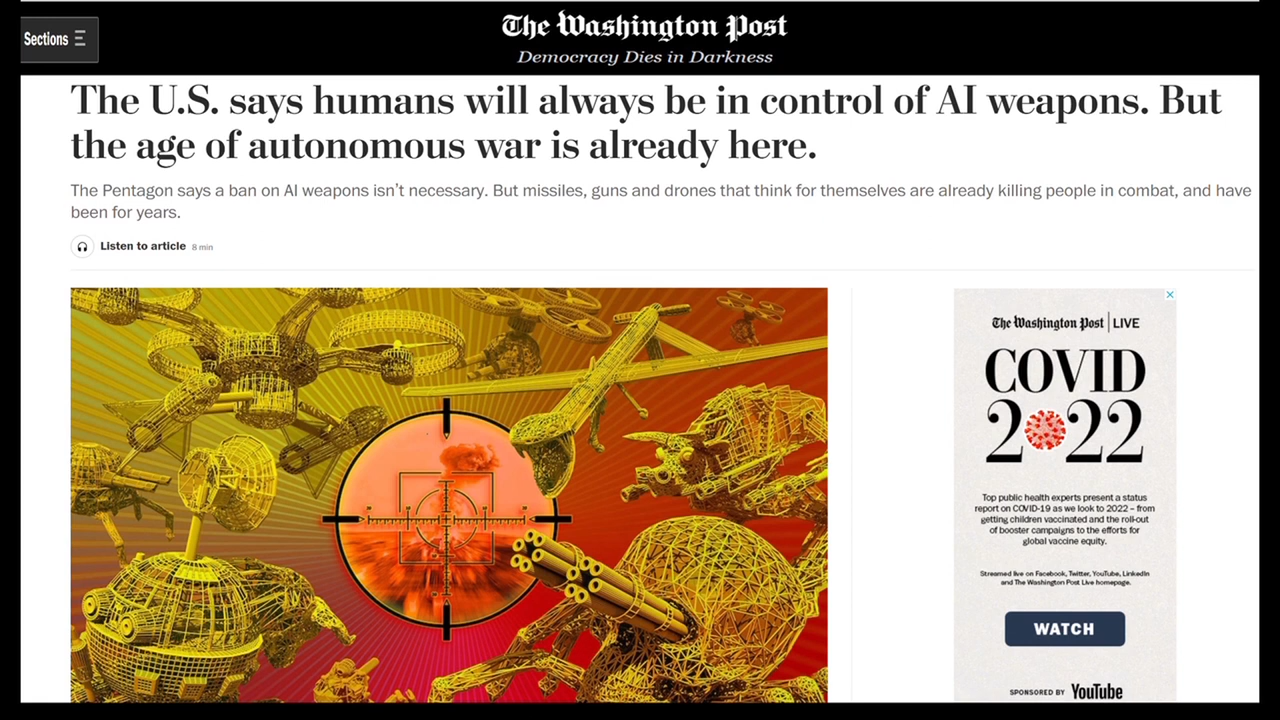 Sections
The Washington Post
Democracy Dies in Darkness
The U.S. says humans will always be in control of AI weapons. But
the age of autonomous war is already here.
The Pentagon says a ban on AI weapons isn't necessary. But missiles, guns and drones that think for themselves are already killing people in combat, and have
been for years.
Listen to article 8 min
The Washington Post LIVE
COVID
2022
Top public health experts present a status
report on COVID-19 as we look to 2022 – from
getting children vaccinated and the roll-out
of booster campaigns to the efforts for
global vaccine equity.
Streamed live on Facebook, Twitter, YouTube, LinkedIn
and The Washington Post Live homepage.
WATCH
SPONSORED BY YouTube